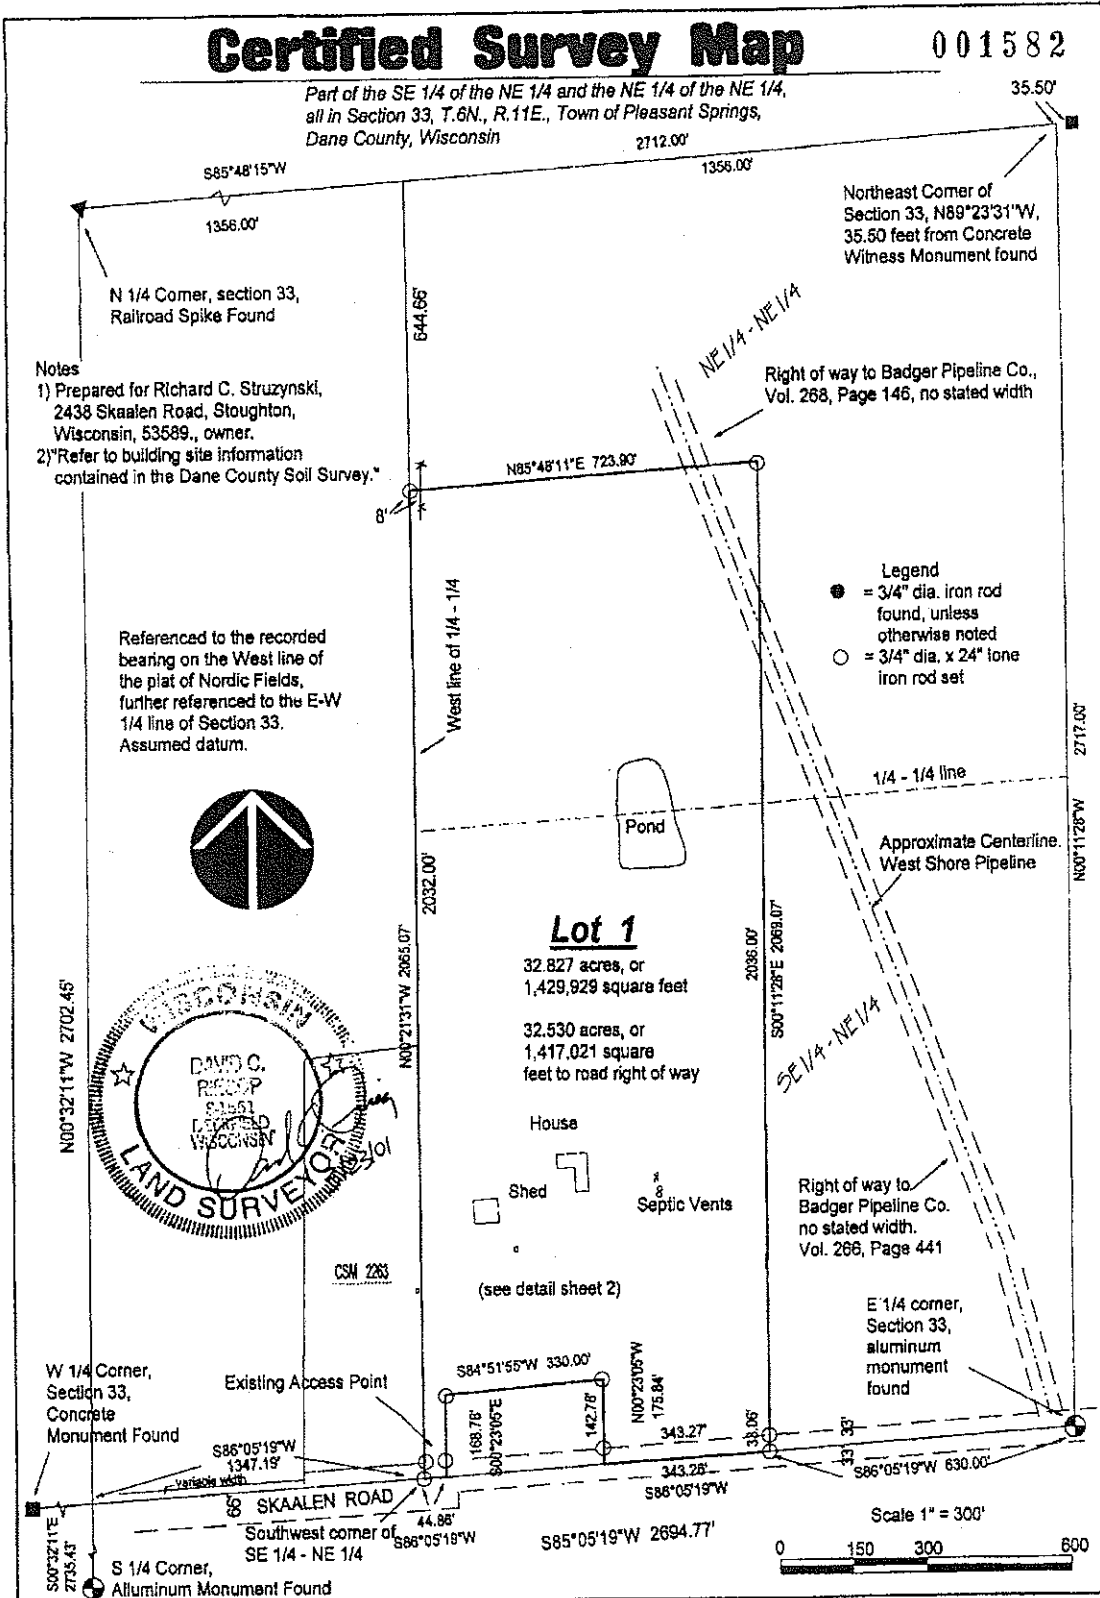 Certified Survey Map
001582
Part of the SE 1/4 of the NE 1/4 and the NE 1/4 of the NE 1/4,
all in Section 33, T.6N., R.11E., Town of Pleasant Springs,
Dane County, Wisconsin
35.50'
2712.00'
S85°48'15"W
1356.00'
1356.00'
Northeast Corner of
Section 33, N89°23'31"W,
35.50 feet from Concrete
Witness Monument found
N 1/4 Corner, section 33,
Railroad Spike Found
644.66'
NE 1/4 - NE 1/4
Notes
1) Prepared for Richard C. Struzynski,
2438 Skaalen Road, Stoughton,
Wisconsin, 53589., owner.
2)"Refer to building site information
contained in the Dane County Soil Survey."
Right of way to Badger Pipeline Co.,
Vol. 268, Page 146, no stated width
N85°48'11"E 723.90'
8'
West line of 1/4 - 1/4
Legend
= 3/4" dia. iron rod
found, unless
otherwise noted
= 3/4" dia. x 24" long
iron rod set
Referenced to the recorded
bearing on the West line of
the plat of Nordic Fields,
further referenced to the E-W
1/4 line of Section 33.
Assumed datum.
2717.00'
N00°11'28"W
1/4 - 1/4 line
Pond
Approximate Centerline.
West Shore Pipeline
2032.00'
N00°21'31"W 2065.07'
Lot 1
32.827 acres, or
1,429,929 square feet
32.530 acres, or
1,417,021 square
feet to road right of way
2036.00'
S00°11'28"E 2069.07'
SE 1/4 - NE 1/4
N00°32'11"W 2702.45'
WISCONSIN
DAVID C.
RIESOP
S-1551
DEERFIELD
WISCONSIN
LAND SURVEYOR
House
Shed
Septic Vents
Right of way to
Badger Pipeline Co.
no stated width.
Vol. 266, Page 441
CSM 2263
(see detail sheet 2)
E 1/4 corner,
Section 33,
aluminum
monument
found
W 1/4 Corner,
Section 33,
Concrete
Monument Found
Existing Access Point
S84°51'55"W 330.00'
168.78'
S00°23'05"E
142.78'
N00°23'05"W
175.84'
343.27'
33.06'
33'
33'
S86°05'19"W
1347.19'
variable width
343.26'
S86°05'19"W
S86°05'19"W 630.00'
66'
SKAALEN ROAD
44.86'
S86°05'19"W
Southwest corner of
SE 1/4 - NE 1/4
S85°05'19"W 2694.77'
Scale 1" = 300'
0 150 300 600
S00°32'11"E
2735.43'
S 1/4 Corner,
Alluminum Monument Found